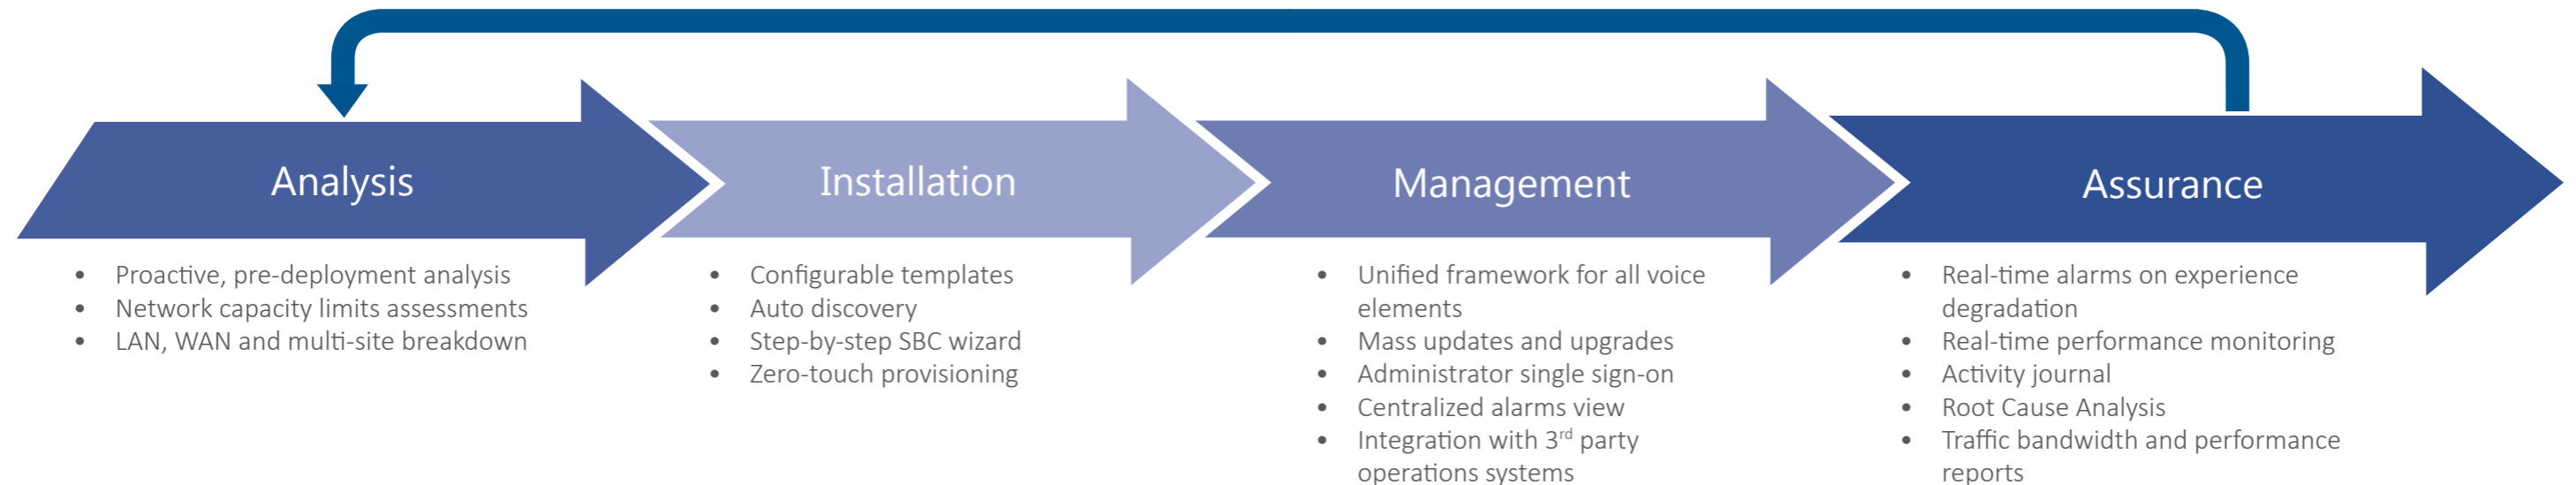 Analysis
• Proactive, pre-deployment analysis
• Network capacity limits assessments
• LAN, WAN and multi-site breakdown
Installation
• Configurable templates
• Auto discovery
• Step-by-step SBC wizard
• Zero-touch provisioning
Management
• Unified framework for all voice
elements
• Mass updates and upgrades
• Administrator single sign-on
• Centralized alarms view
• Integration with 3rd party
operations systems
Assurance
• Real-time alarms on experience
degradation
• Real-time performance monitoring
• Activity journal
• Root Cause Analysis
• Traffic bandwidth and performance
reports